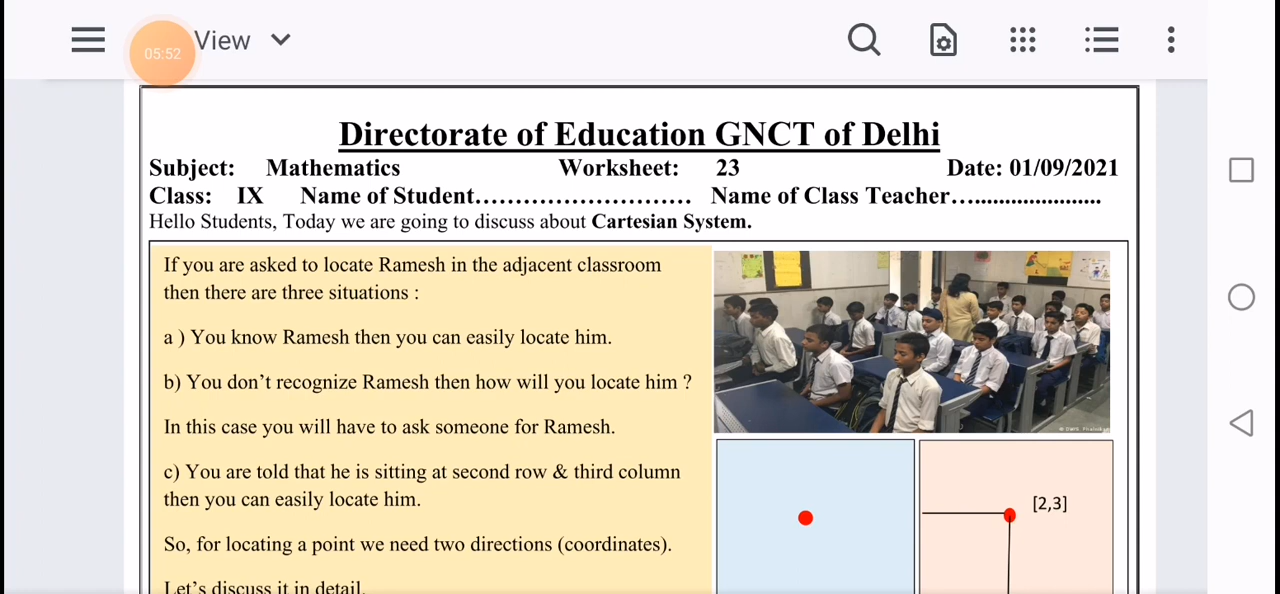 05:52
View
Directorate of Education GNCT of Delhi
Subject: Mathematics Worksheet: 23 Date: 01/09/2021
Class: IX Name of Student.......................... Name of Class Teacher.........................
Hello Students, Today we are going to discuss about Cartesian System.
If you are asked to locate Ramesh in the adjacent classroom
then there are three situations :
a ) You know Ramesh then you can easily locate him.
b) You don’t recognize Ramesh then how will you locate him ?
In this case you will have to ask someone for Ramesh.
c) You are told that he is sitting at second row & third column
then you can easily locate him.
So, for locating a point we need two directions (coordinates).
Let’s discuss it in detail.
[2,3]